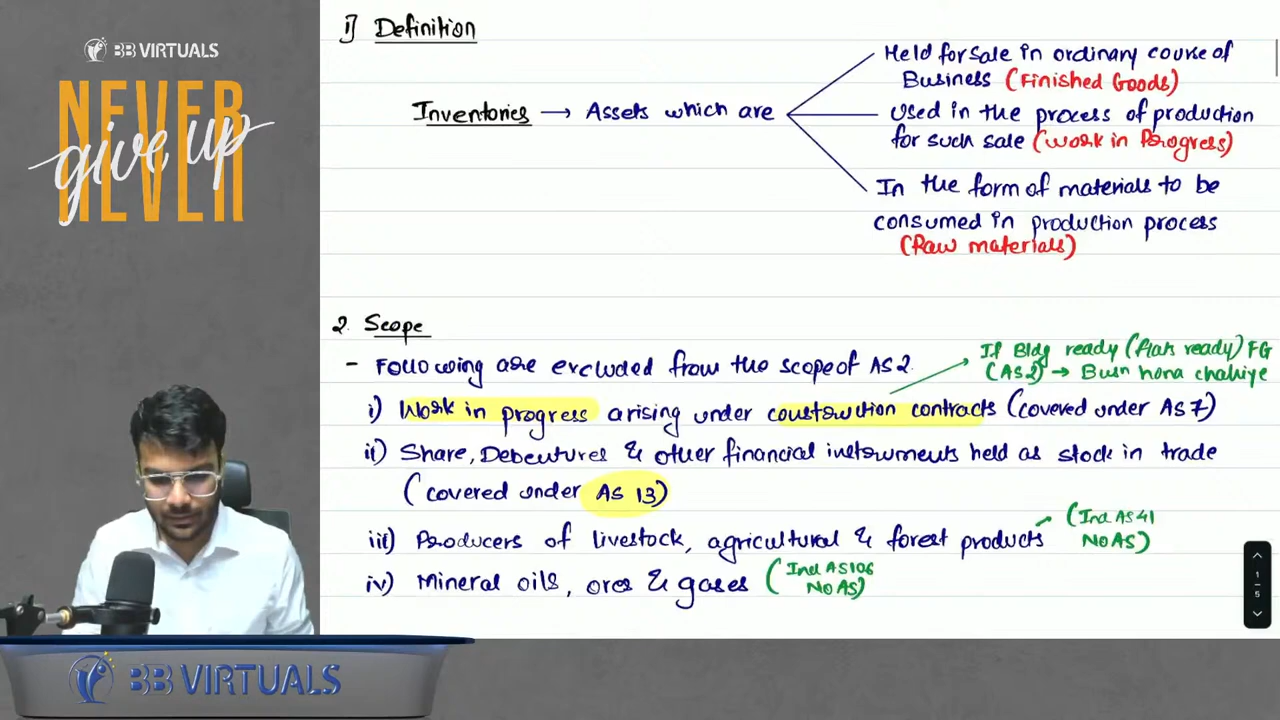 BB VIRTUALS
NEVER
give up
NEVER
1) Definition
Inventories → Assets which are
Held for sale in ordinary course of
Business (Finished Goods)
Used in the process of production
for such sale (Work in Progress)
In the form of materials to be
consumed in production process
(Raw materials)
2. Scope
- Following are excluded from the scope of AS 2.
If Bldg ready (flats ready) FG
(AS 2) → Busn hona chahiye
i) Work in progress arising under construction contracts (covered under AS 7)
ii) Share, Debentures & other financial instruments held as stock in trade
(covered under AS 13)
iii) Producers of livestock, agricultural & forest products
(Ind AS 41
No AS)
iv) Mineral oils, ores & gases
(Ind AS 106
No AS)
1
5
BB VIRTUALS